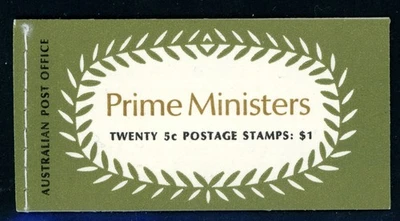 AUSTRALIAN POST OFFICE
Prime Ministers
TWENTY 5c POSTAGE STAMPS: $1